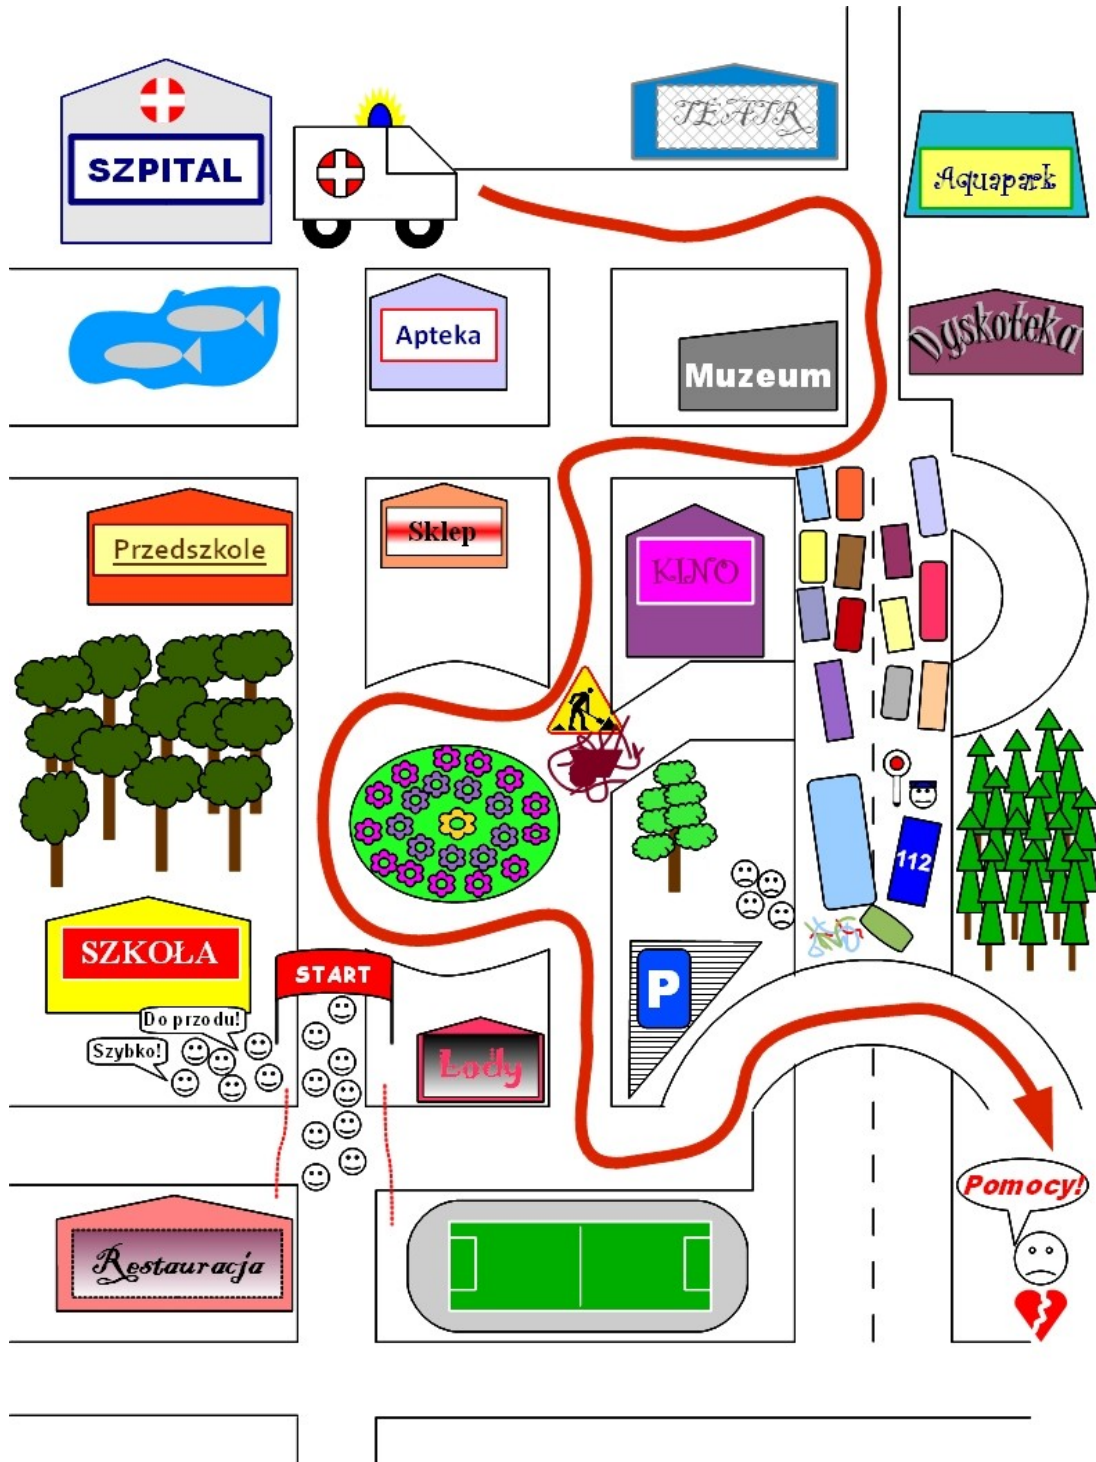 SZPITAL
TEATR
Aquapark
Apteka
Muzeum
Dyskoteka
Przedszkole
Sklep
KINO
112
SZKOŁA
START
P
Do przodu!
Szybko!
Lody
Pomocy!
Restauracja